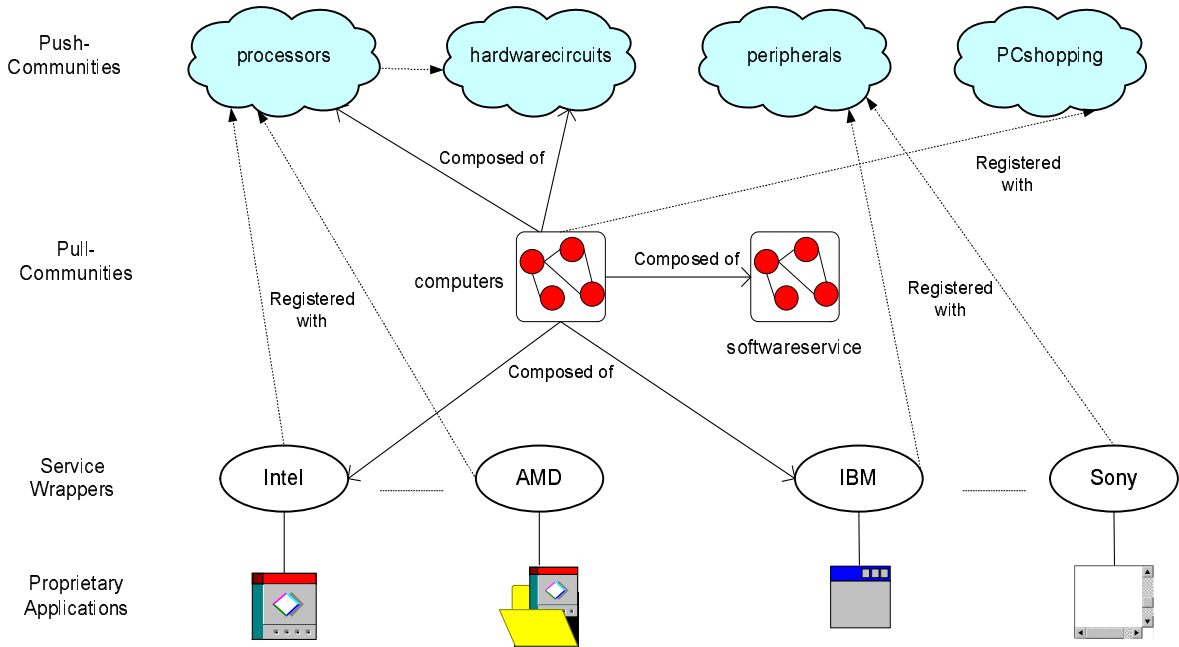 Push-
Communities
processors
hardwarecircuits
peripherals
PCshopping
Composed of
Registered
with
Pull-
Communities
computers
Composed of
softwareservice
Registered
with
Registered
with
Composed of
Service
Wrappers
Intel
AMD
IBM
Sony
Proprietary
Applications